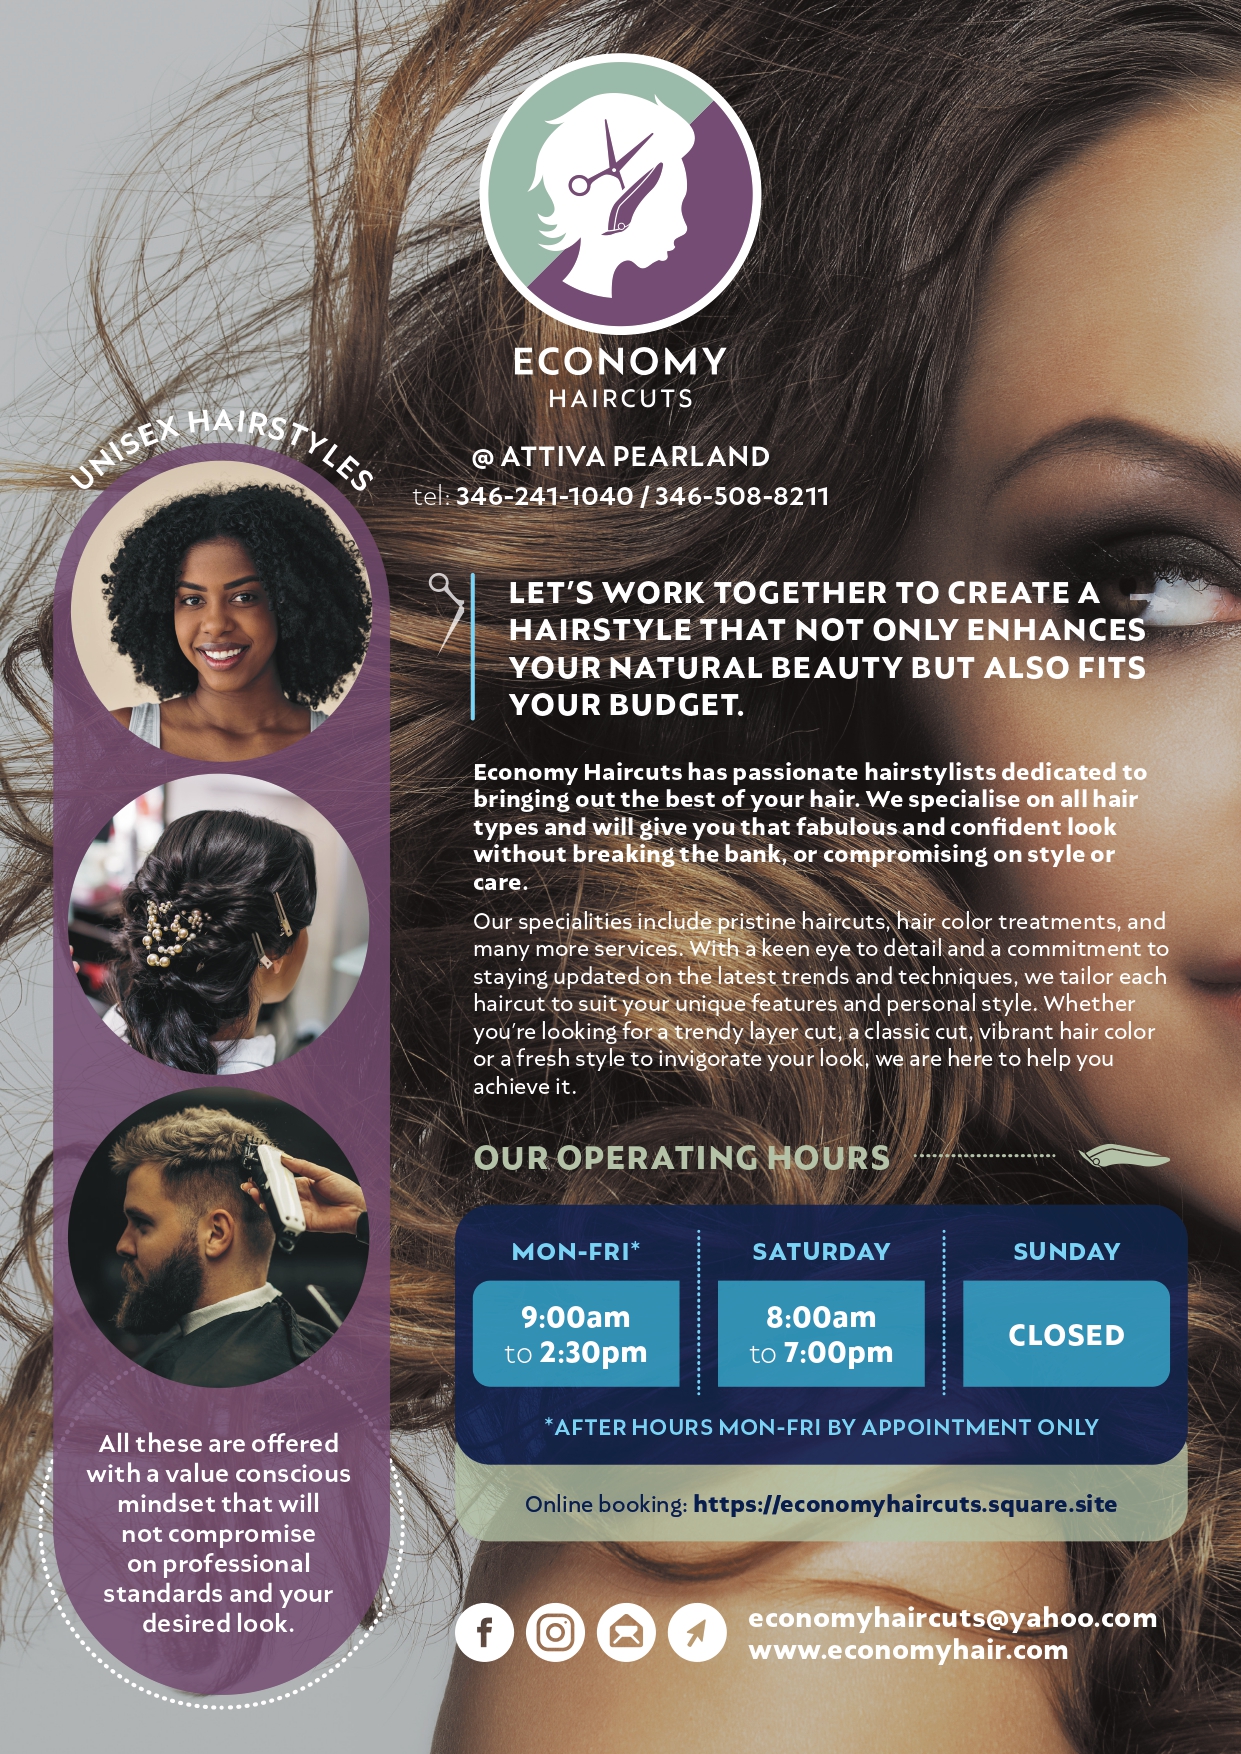 ECONOMY
HAIRCUTS
@ ATTIVA PEARLAND
tel: 346-241-1040 / 346-508-8211
UNISEX HAIRSTYLES
LET'S WORK TOGETHER TO CREATE A
HAIRSTYLE THAT NOT ONLY ENHANCES
YOUR NATURAL BEAUTY BUT ALSO FITS
YOUR BUDGET.
Economy Haircuts has passionate hairstylists dedicated to
bringing out the best of your hair. We specialise on all hair
types and will give you that fabulous and confident look
without breaking the bank, or compromising on style or
care.
Our specialities include pristine haircuts, hair color treatments, and
many more services. With a keen eye to detail and a commitment to
staying updated on the latest trends and techniques, we tailor each
haircut to suit your unique features and personal style. Whether
you're looking for a trendy layer cut, a classic cut, vibrant hair color
or a fresh style to invigorate your look, we are here to help you
achieve it.
OUR OPERATING HOURS
MON-FRI*
9:00am
to 2:30pm
SATURDAY
8:00am
to 7:00pm
SUNDAY
CLOSED
*AFTER HOURS MON-FRI BY APPOINTMENT ONLY
Online booking: https://economyhaircuts.square.site
All these are offered
with a value conscious
mindset that will
not compromise
on professional
standards and your
desired look.
economyhaircuts@yahoo.com
www.economyhair.com